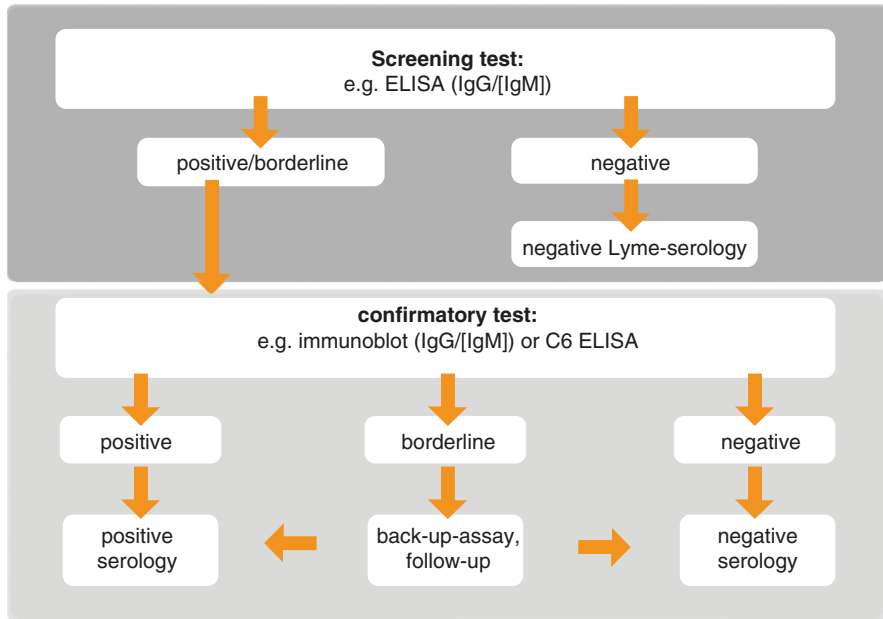 Screening test:
e.g. ELISA (IgG/[IgM])
positive/borderline
negative
negative Lyme-serology
confirmatory test:
e.g. immunoblot (IgG/[IgM]) or C6 ELISA
positive
borderline
negative
positive
serology
back-up-assay,
follow-up
negative
serology